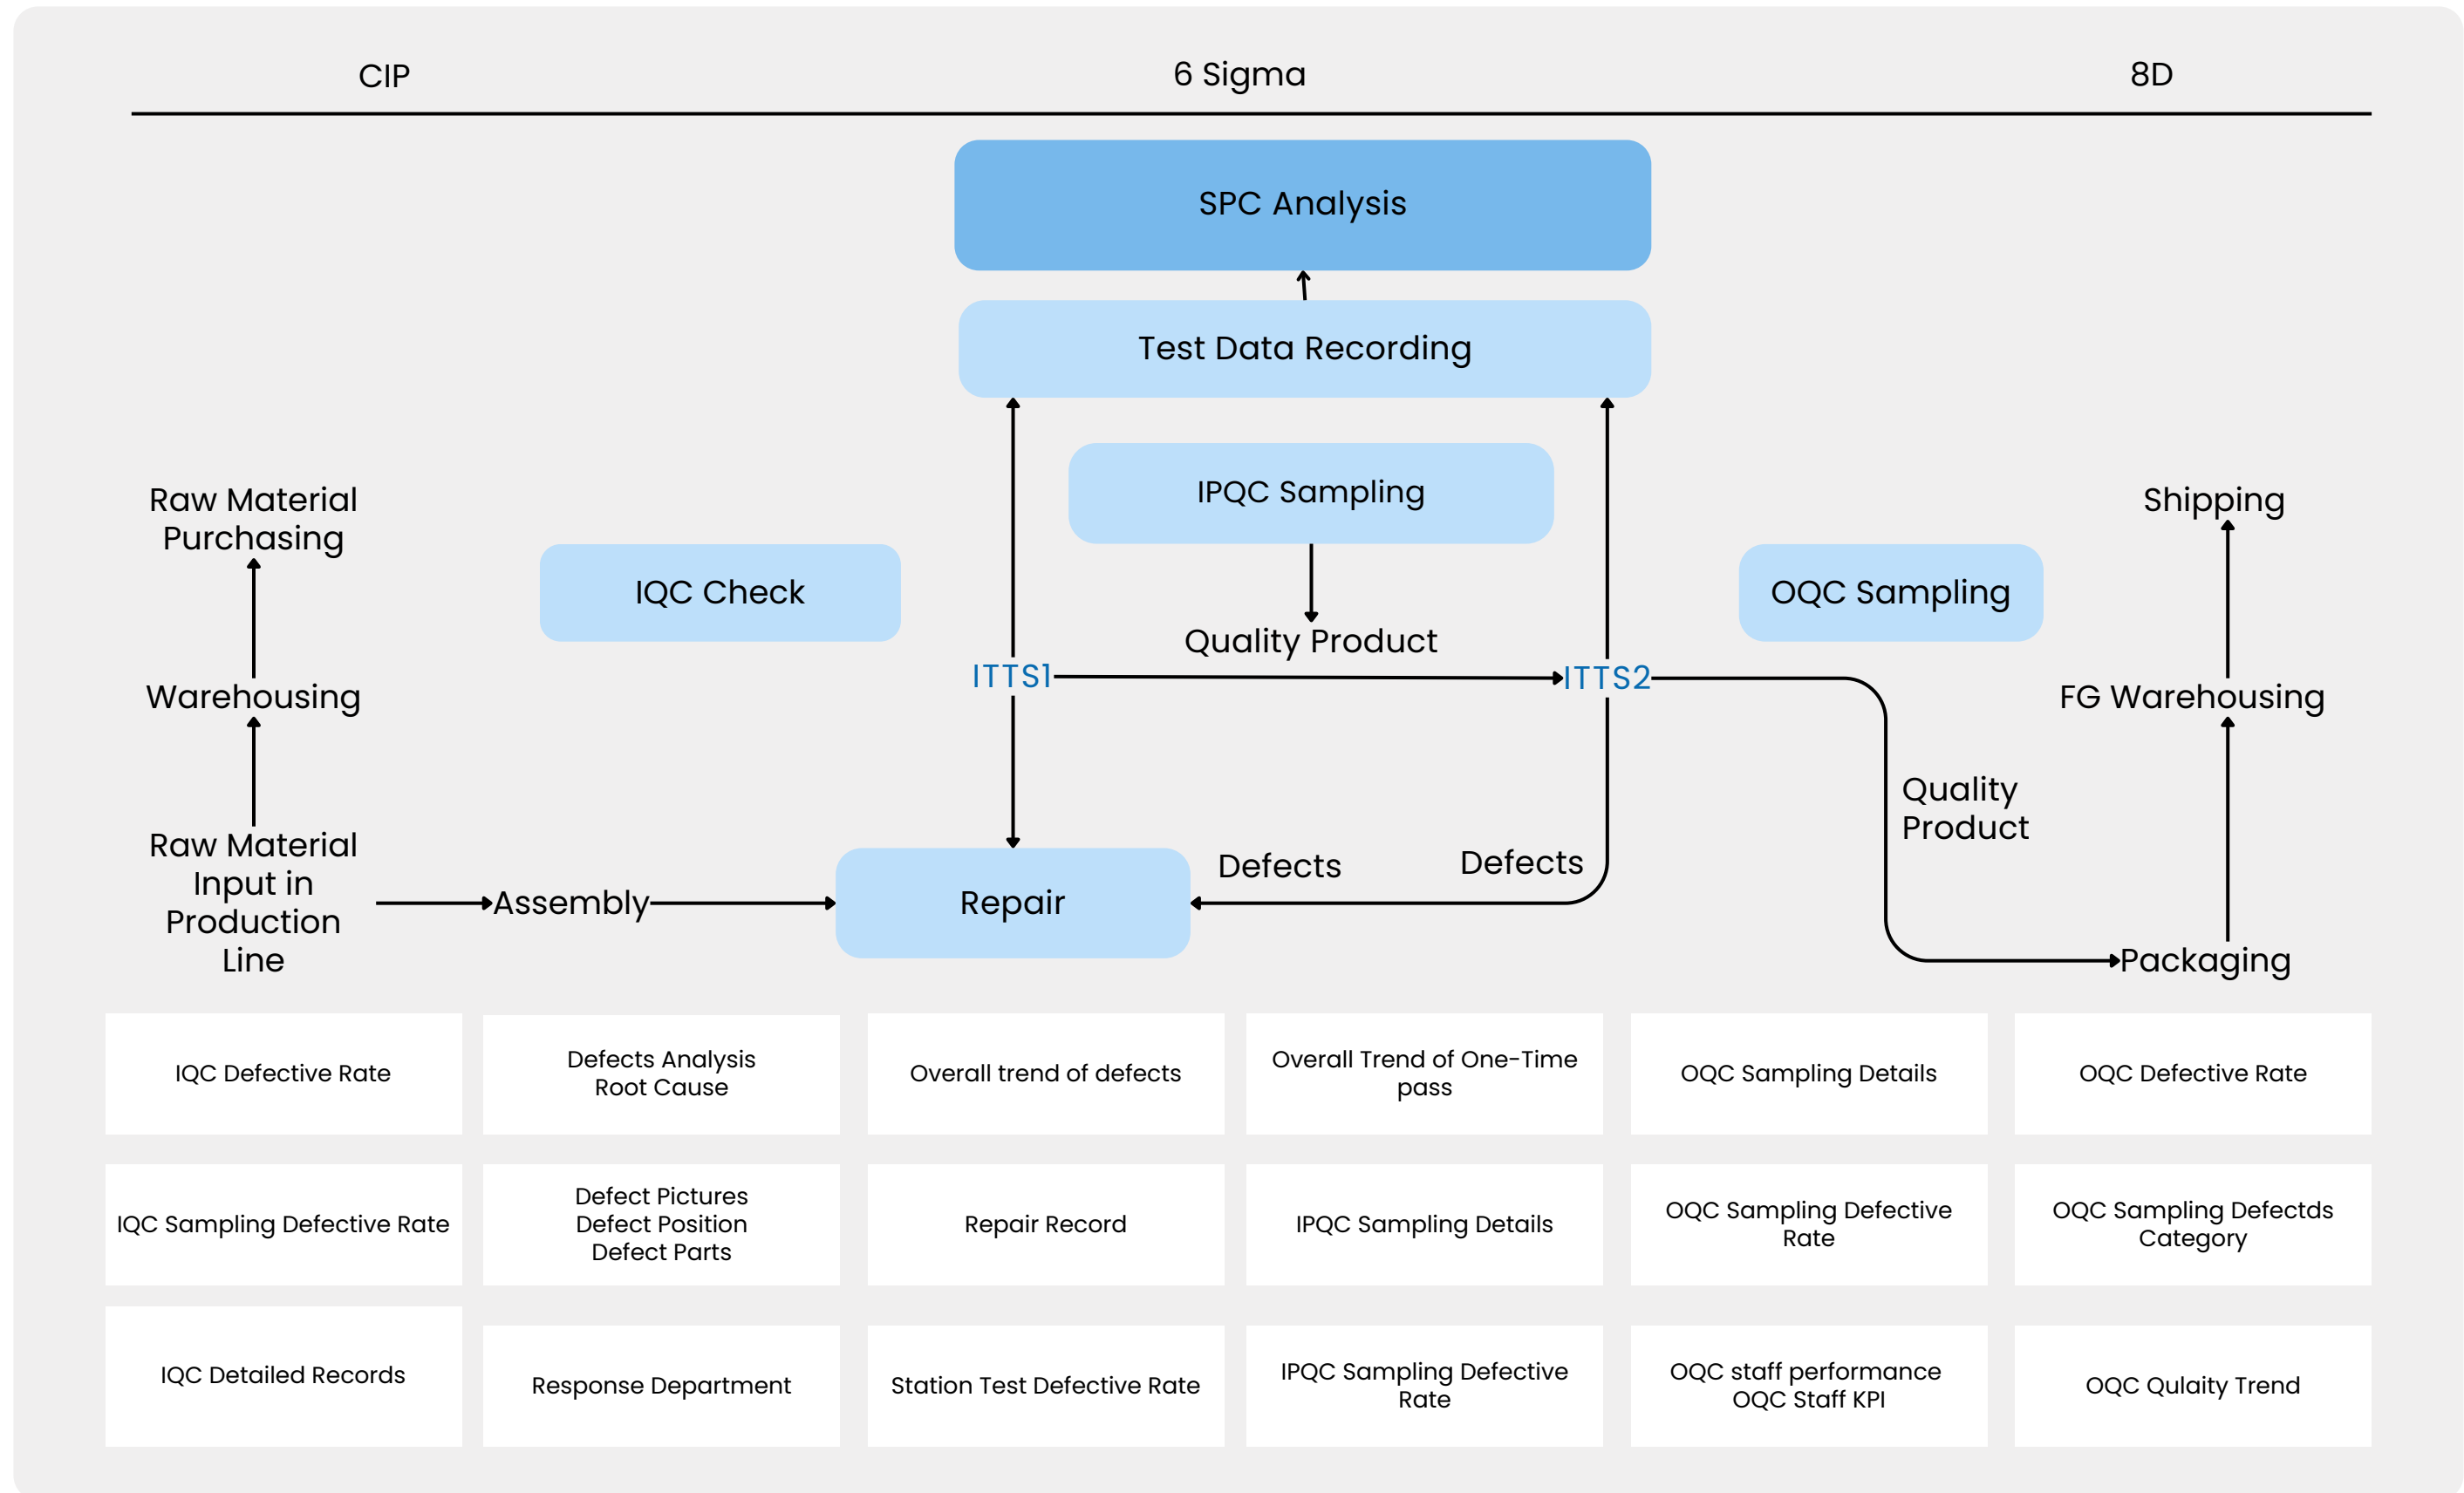 CIP
6 Sigma
8D
SPC Analysis
Test Data Recording
IPQC Sampling
Raw Material
Purchasing
Shipping
IQC Check
OQC Sampling
Quality Product
ITTS1
ITTS2
Warehousing
FG Warehousing
Quality
Product
Raw Material
Input in
Production
Line
Assembly
Repair
Defects
Defects
Packaging
IQC Defective Rate
Defects Analysis
Root Cause
Overall trend of defects
Overall Trend of One-Time
pass
OQC Sampling Details
OQC Defective Rate
IQC Sampling Defective Rate
Defect Pictures
Defect Position
Defect Parts
Repair Record
IPQC Sampling Details
OQC Sampling Defective
Rate
OQC Sampling Defectds
Category
IQC Detailed Records
Response Department
Station Test Defective Rate
IPQC Sampling Defective
Rate
OQC staff performance
OQC Staff KPI
OQC Qulaity Trend